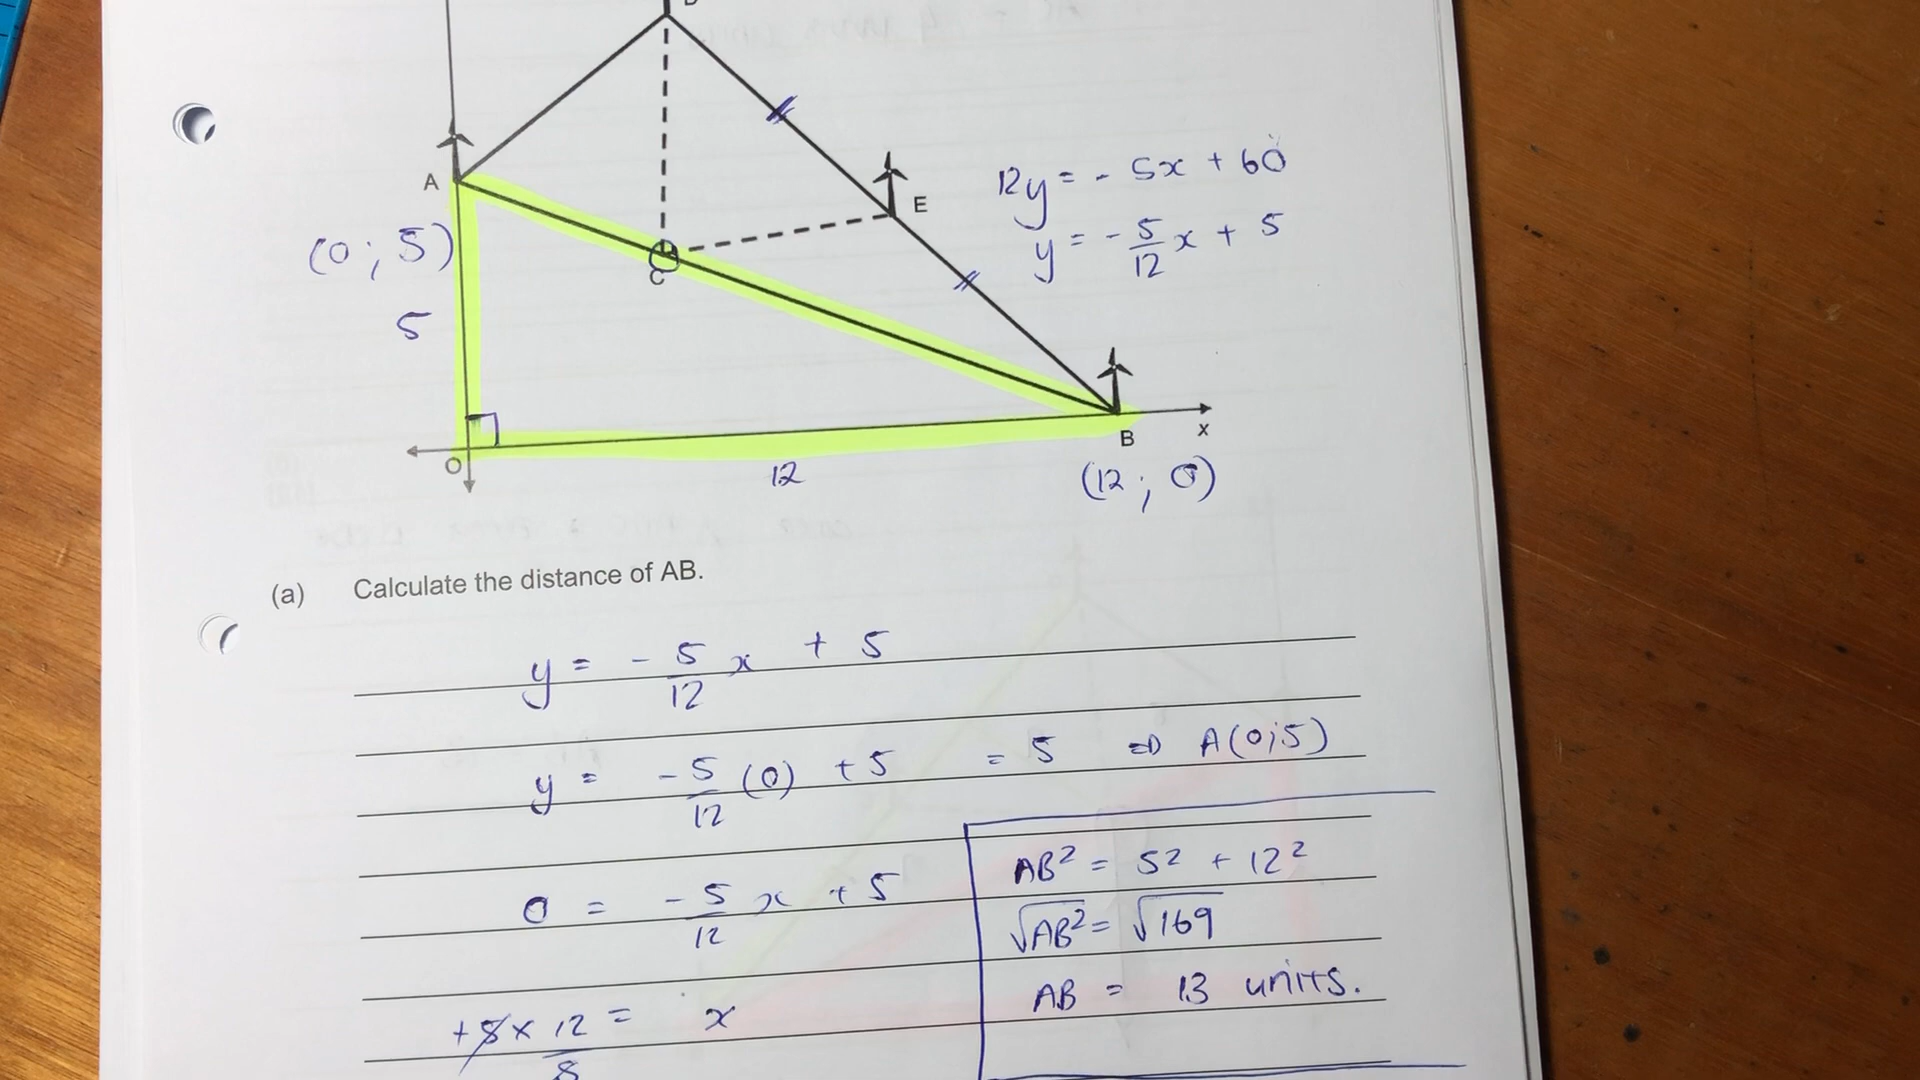 A
E
12y = - 5x + 60
(0 ; 5)
y = - 5/12 x + 5
C
5
B
x
O
12
(12 ; 0)
(a) Calculate the distance of AB.
y = - 5/12 x + 5
y = - 5/12 (0) + 5 = 5 ⇒ A(0;5)
0 = - 5/12 x + 5
AB² = 5² + 12²
√AB² = √169
AB = 13 units.
+ 5 x 12/5 = x